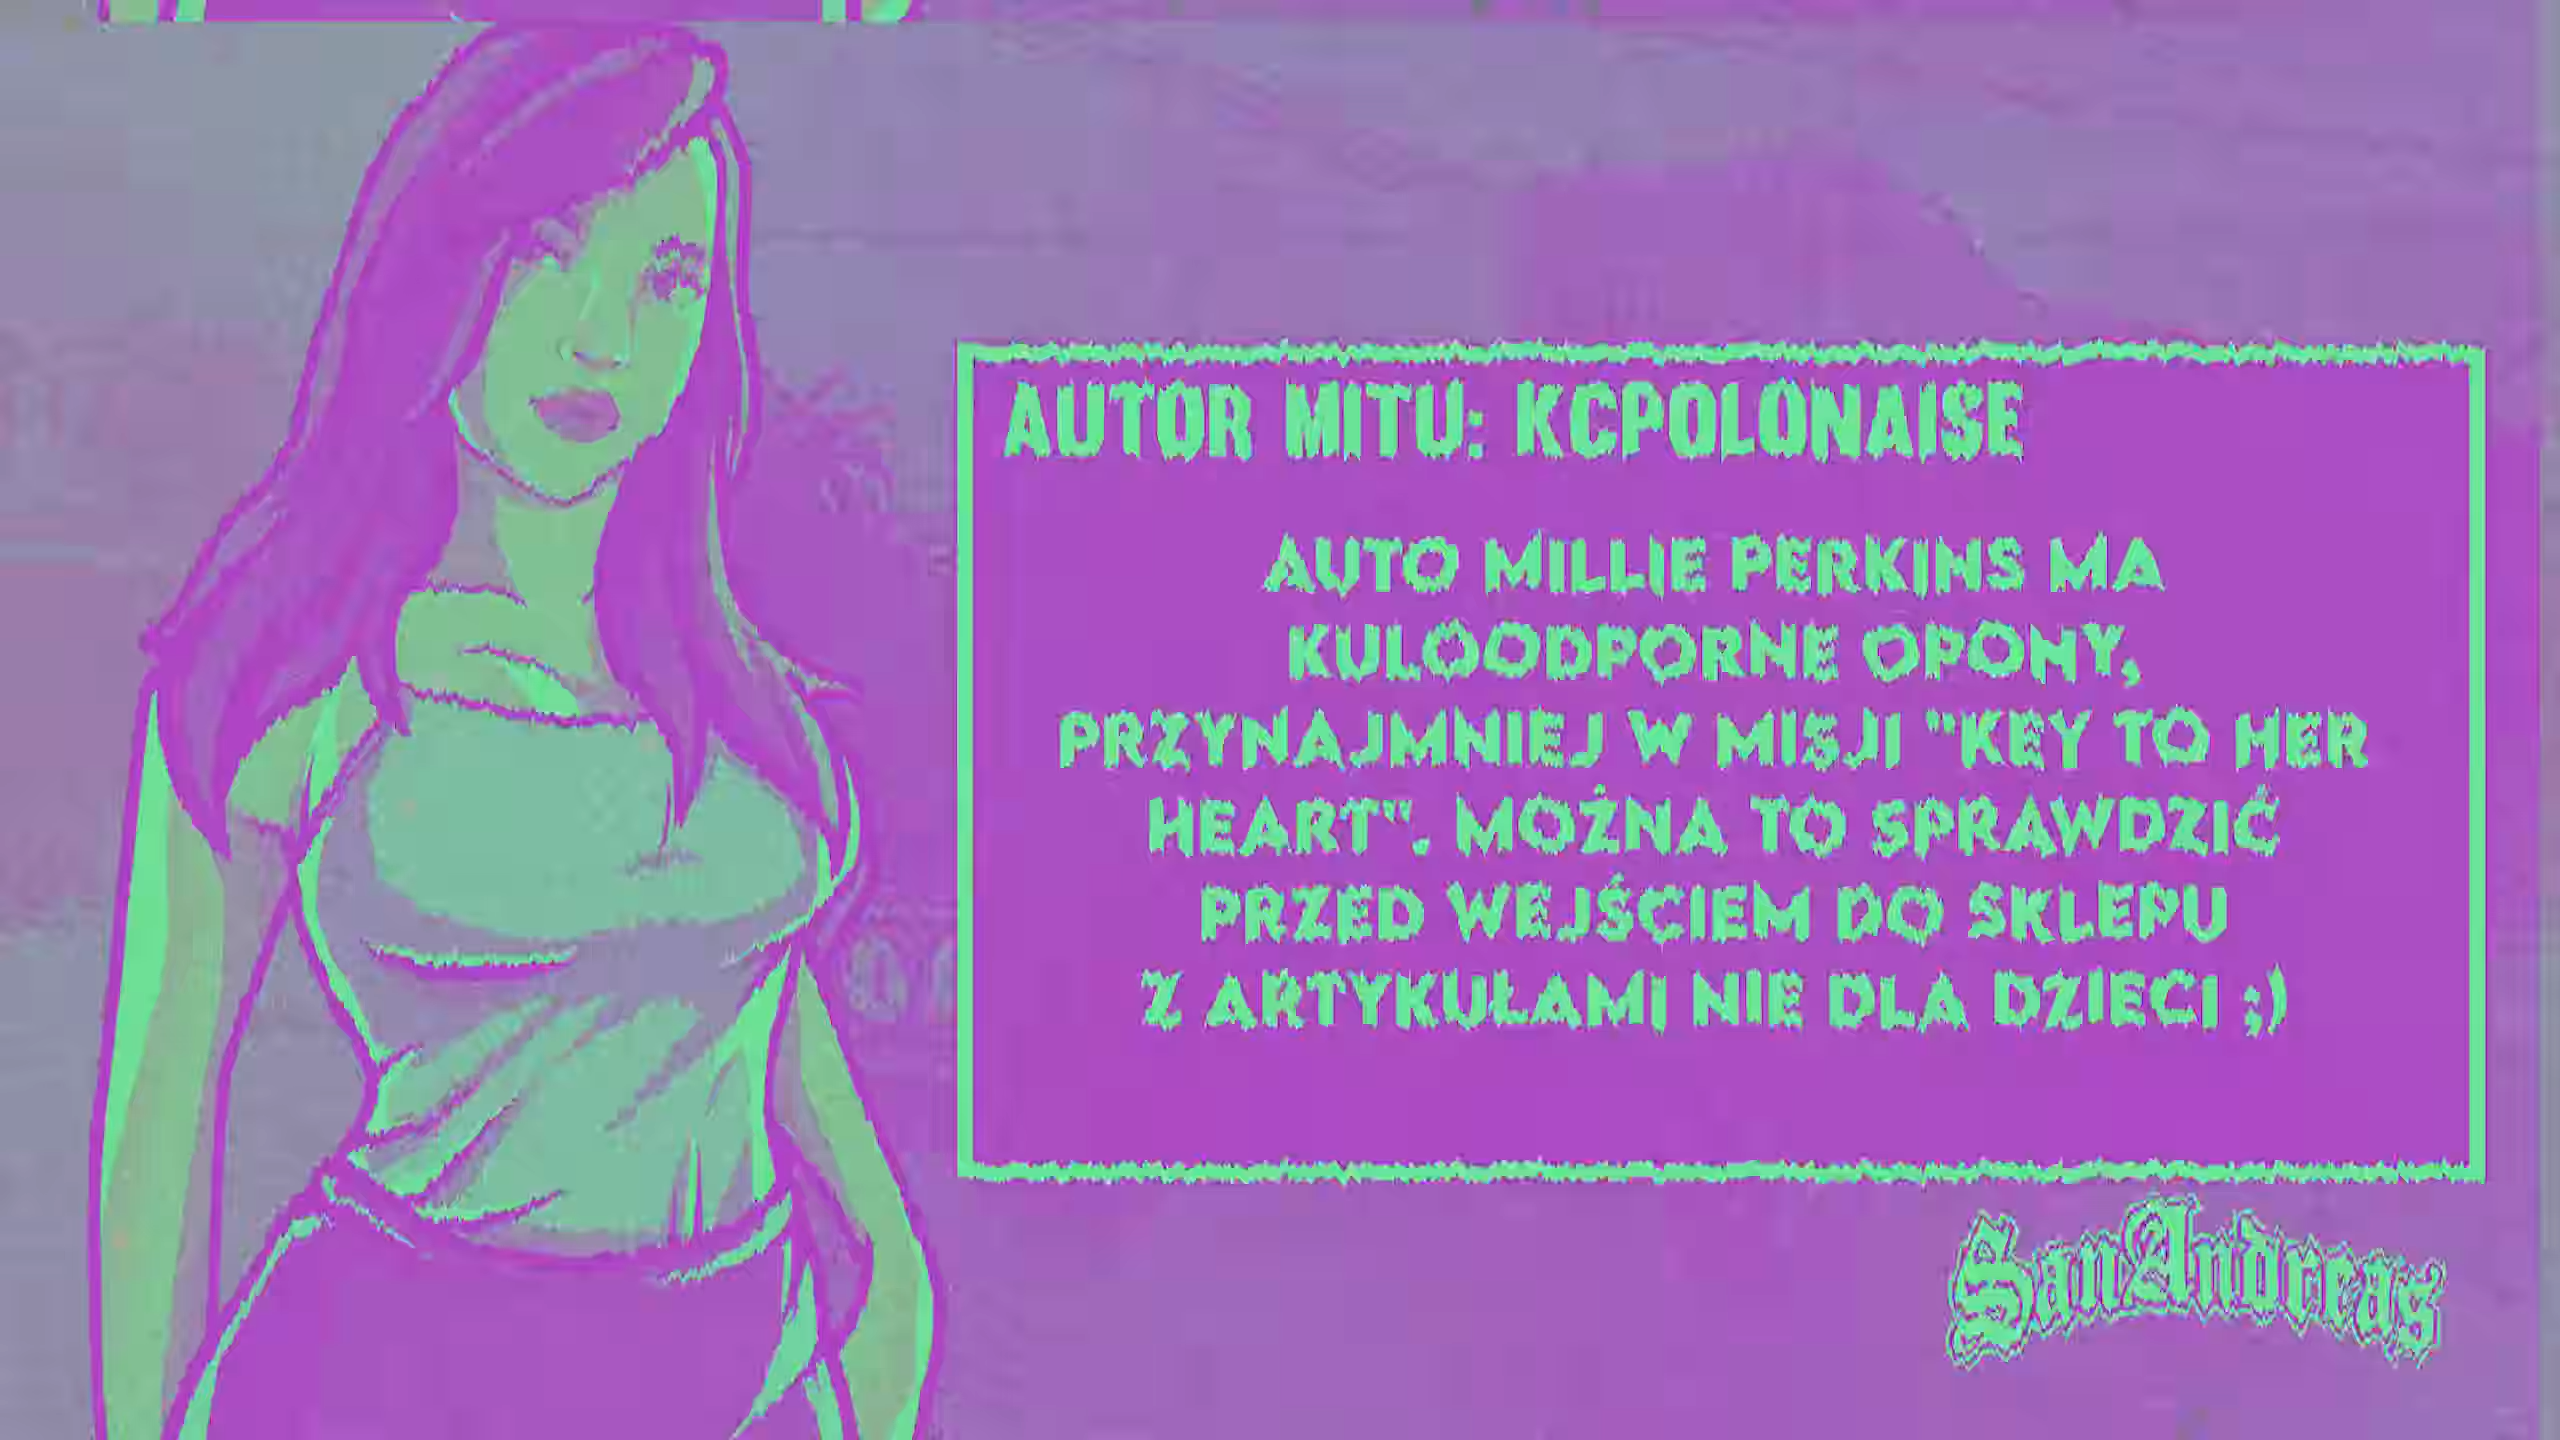 AUTOR MITU: KCPOLONAISE
AUTO MILLIE PERKINS MA
KULOODPORNE OPONY,
PRZYNAJMNIEJ W MISJI "KEY TO HER
HEART". MOŻNA TO SPRAWDZIĆ
PRZED WEJŚCIEM DO SKLEPU
Z ARTYKUŁAMI NIE DLA DZIECI ;)
San Andreas